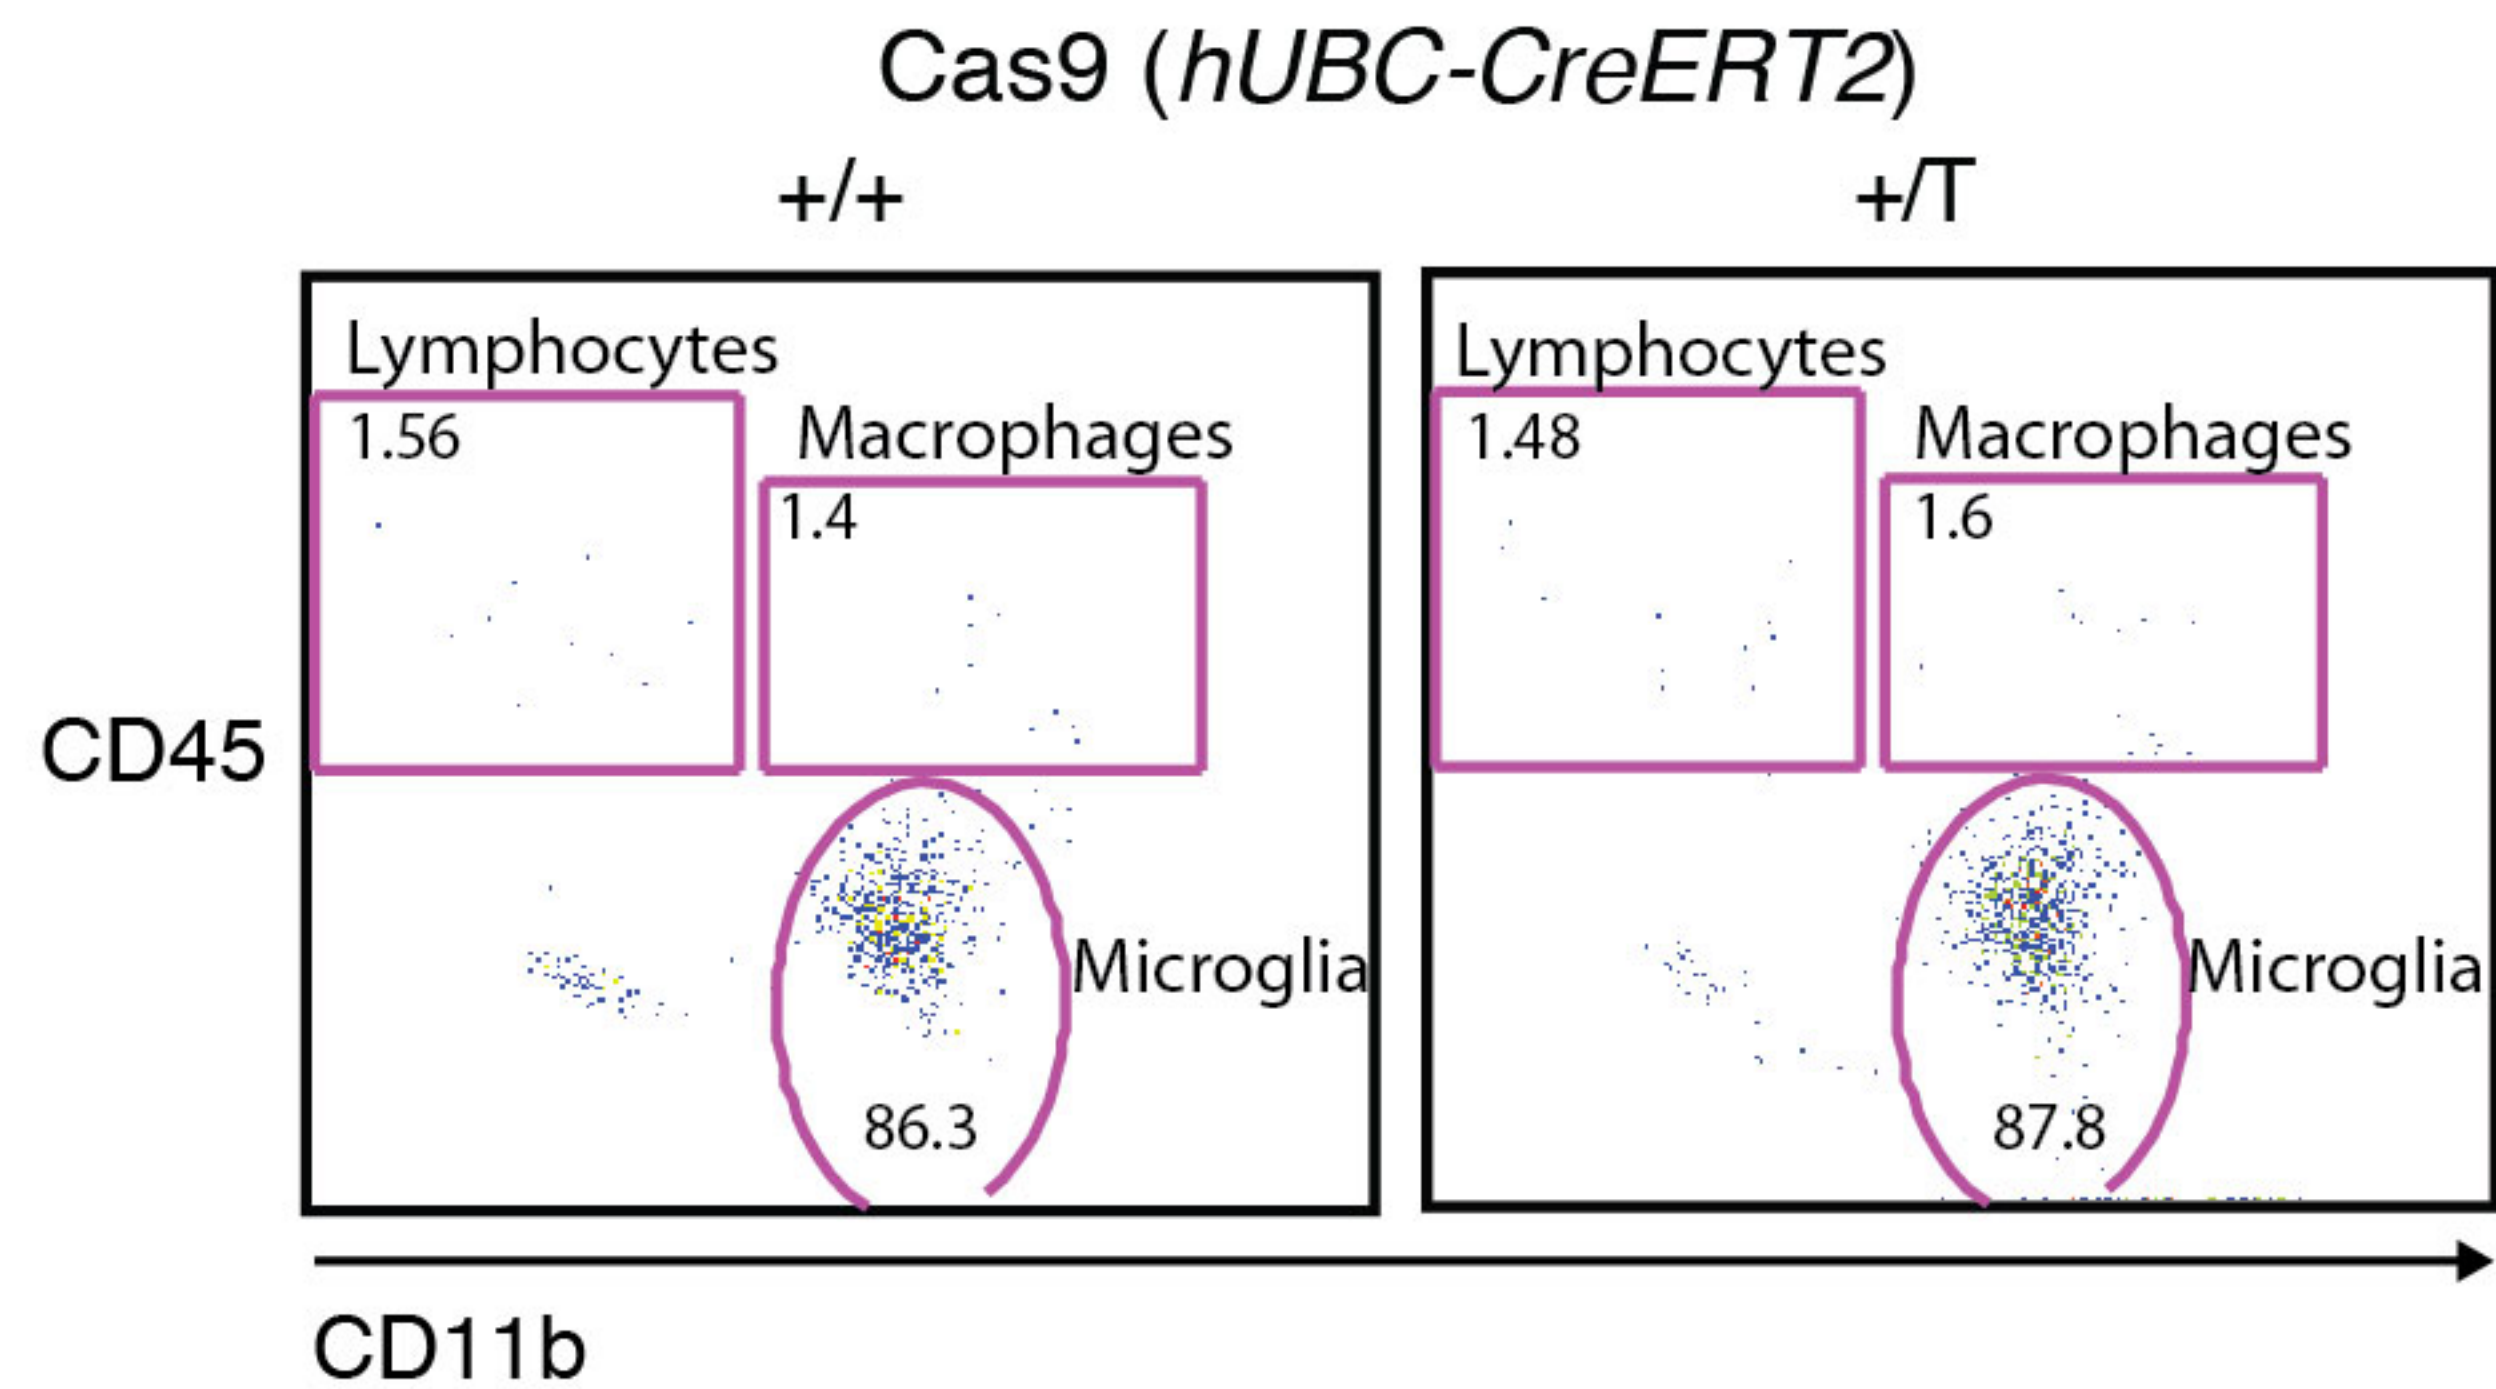 Cas9 (hUBC-CreERT2)
+/+
+/T
Lymphocytes
1.56
Macrophages
1.4
Microglia
86.3
Lymphocytes
1.48
Macrophages
1.6
Microglia
87.8
CD45
CD11b